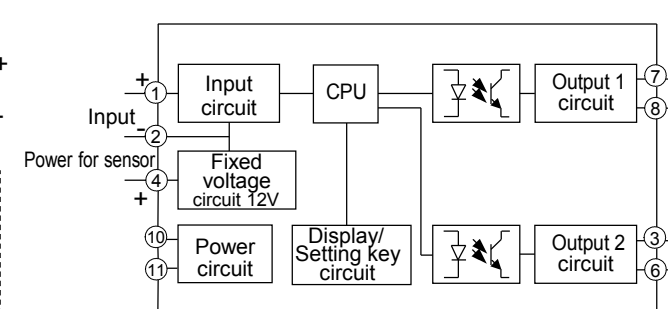 +
-
+
1
Input
circuit
CPU
Output 1
circuit
7
8
Input
-
2
Power for sensor
4
+
Fixed
voltage
circuit 12V
10
11
Power
circuit
Display/
Setting key
circuit
Output 2
circuit
3
6